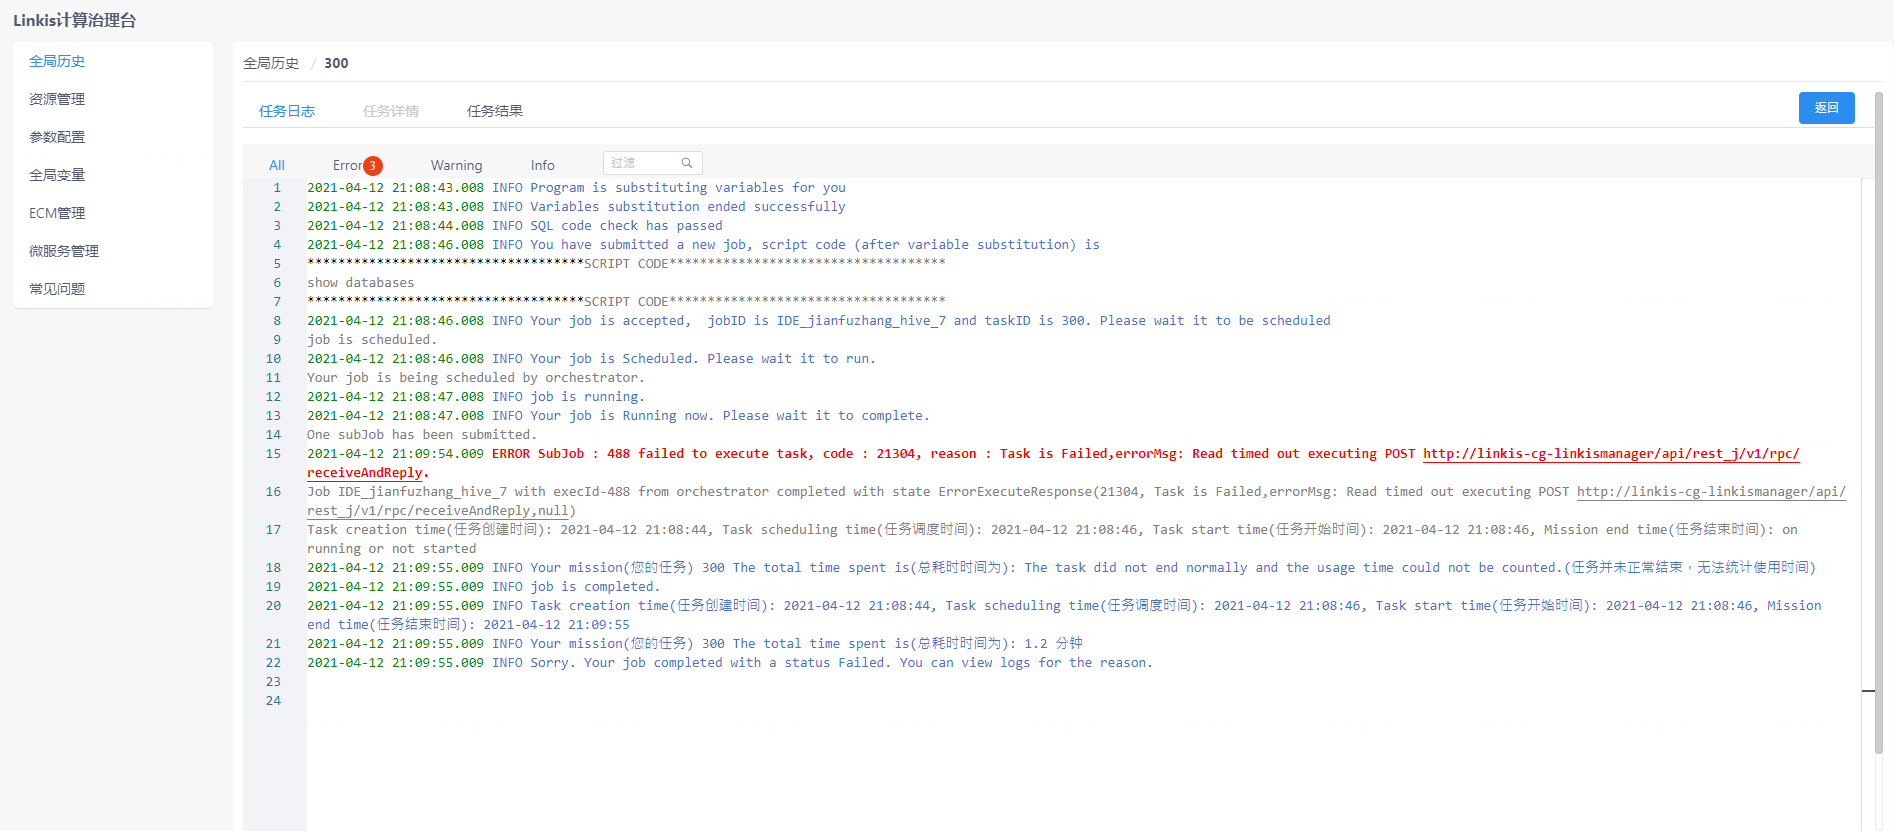 Linkis计算治理台
全局历史
资源管理
参数配置
全局变量
ECM管理
微服务管理
常见问题
全局历史 / 300
任务日志 任务详情 任务结果 返回
All Error 3 Warning Info 过滤
1 2021-04-12 21:08:43.008 INFO Program is substituting variables for you
2 2021-04-12 21:08:43.008 INFO Variables substitution ended successfully
3 2021-04-12 21:08:44.008 INFO SQL code check has passed
4 2021-04-12 21:08:46.008 INFO You have submitted a new job, script code (after variable substitution) is
5 ************************************SCRIPT CODE************************************
6 show databases
7 ************************************SCRIPT CODE************************************
8 2021-04-12 21:08:46.008 INFO Your job is accepted,  jobID is IDE_jianfuzhang_hive_7 and taskID is 300. Please wait it to be scheduled
9 job is scheduled.
10 2021-04-12 21:08:46.008 INFO Your job is Scheduled. Please wait it to run.
11 Your job is being scheduled by orchestrator.
12 2021-04-12 21:08:47.008 INFO job is running.
13 2021-04-12 21:08:47.008 INFO Your job is Running now. Please wait it to complete.
14 One subJob has been submitted.
15 2021-04-12 21:09:54.009 ERROR SubJob : 488 failed to execute task, code : 21304, reason : Task is Failed,errorMsg: Read timed out executing POST http://linkis-cg-linkismanager/api/rest_j/v1/rpc/
receiveAndReply.
16 Job IDE_jianfuzhang_hive_7 with execId-488 from orchestrator completed with state ErrorExecuteResponse(21304, Task is Failed,errorMsg: Read timed out executing POST http://linkis-cg-linkismanager/api/
rest_j/v1/rpc/receiveAndReply,null)
17 Task creation time(任务创建时间): 2021-04-12 21:08:44, Task scheduling time(任务调度时间): 2021-04-12 21:08:46, Task start time(任务开始时间): 2021-04-12 21:08:46, Mission end time(任务结束时间): on
running or not started
18 2021-04-12 21:09:55.009 INFO Your mission(您的任务) 300 The total time spent is(总耗时时间为): The task did not end normally and the usage time could not be counted.(任务并未正常结束，无法统计使用时间)
19 2021-04-12 21:09:55.009 INFO job is completed.
20 2021-04-12 21:09:55.009 INFO Task creation time(任务创建时间): 2021-04-12 21:08:44, Task scheduling time(任务调度时间): 2021-04-12 21:08:46, Task start time(任务开始时间): 2021-04-12 21:08:46, Mission
end time(任务结束时间): 2021-04-12 21:09:55
21 2021-04-12 21:09:55.009 INFO Your mission(您的任务) 300 The total time spent is(总耗时时间为): 1.2 分钟
22 2021-04-12 21:09:55.009 INFO Sorry. Your job completed with a status Failed. You can view logs for the reason.
23
24